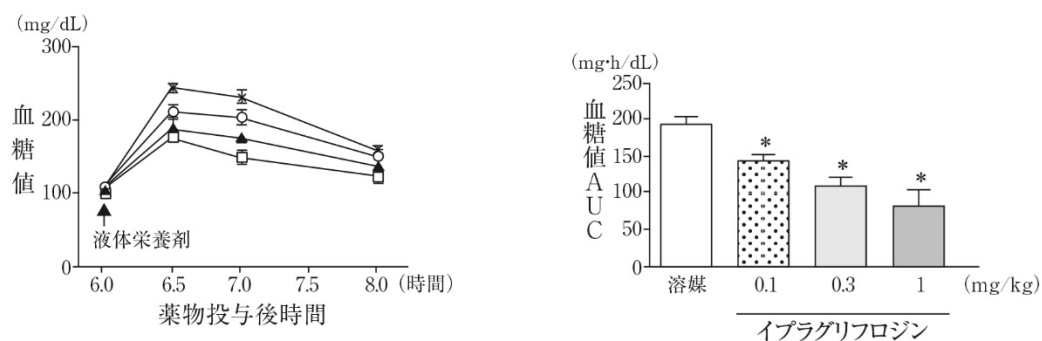 (mg/dL)
300
200
100
0
血糖値
液体栄養剤
6.0 6.5 7.0 7.5 8.0 (時間)
薬物投与後時間
(mg·h/dL)
250
200
150
100
50
0
血糖値AUC
* * *
溶媒 0.1 0.3 1 (mg/kg)
イプラグリフロジン